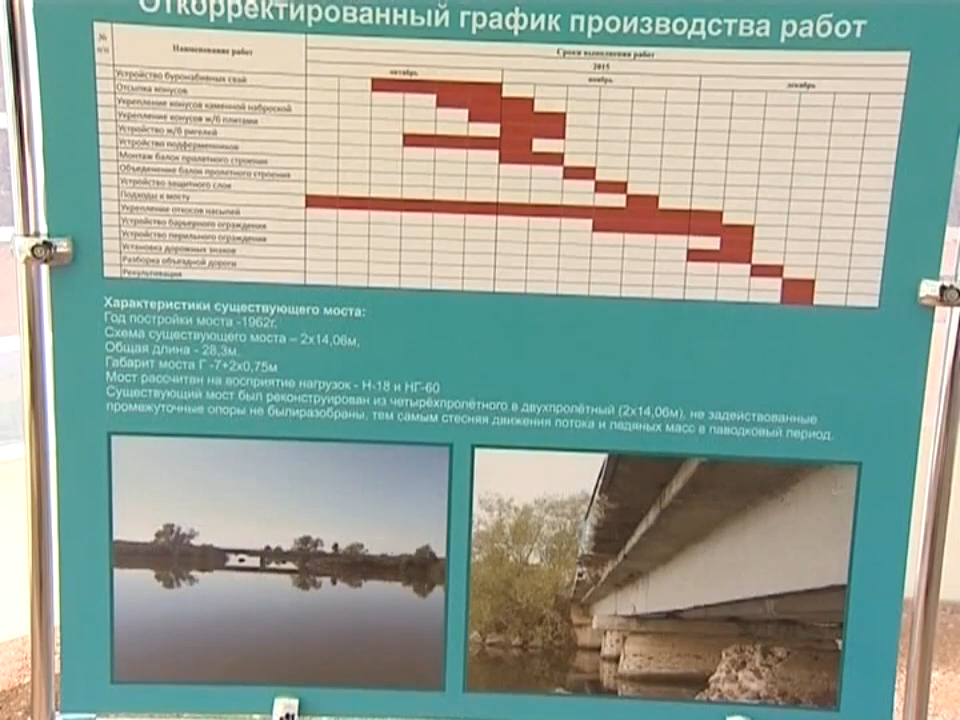 Откорректированный график производства работ
№ п/п
Наименование работ
Сроки выполнения работ
2015
октябрь
ноябрь
декабрь
Устройство буронабивных свай
Отсыпка конусов
Укрепление конусов каменной наброской
Укрепление конусов ж/б плитами
Устройство ж/б ригелей
Устройство подферменников
Монтаж балок пролетного строения
Объединение балок пролетного строения
Устройство защитного слоя
Подходы к мосту
Укрепление откосов насыпей
Устройство барьерного ограждения
Устройство перильного ограждения
Установка дорожных знаков
Разборка объездной дороги
Рекультивация
Характеристики существующего моста:
Год постройки моста -1962г.
Схема существующего моста – 2х14,06м,
Общая длина - 28,3м.
Габарит моста Г -7+2х0,75м
Мост рассчитан на восприятие нагрузок - Н-18 и НГ-60
Существующий мост был реконструирован из четырёхпролётного в двухпролётный (2х14,06м), не задействованные
промежуточные опоры не былиразобраны, тем самым стесняя движения потока и ледяных масс в паводковый период.